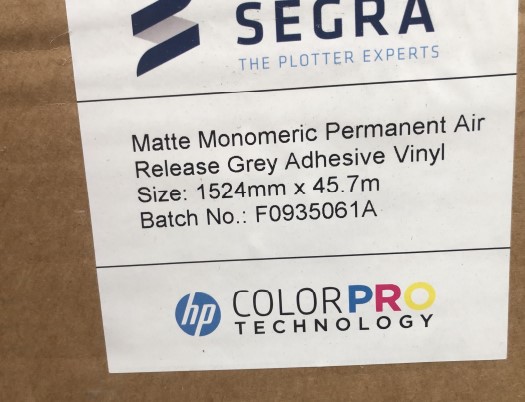 SEGRA
THE PLOTTER EXPERTS
Matte Monomeric Permanent Air
Release Grey Adhesive Vinyl
Size: 1524mm x 45.7m
Batch No.: F0935061A
hp COLORPRO
TECHNOLOGY